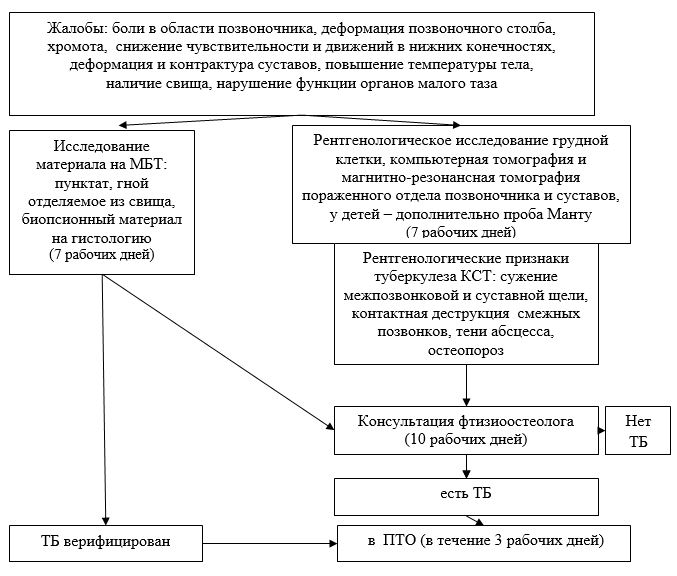 Жалобы: боли в области позвоночника, деформация позвоночного столба,
хромота, снижение чувствительности и движений в нижних конечностях,
деформация и контрактура суставов, повышение температуры тела,
наличие свища, нарушение функции органов малого таза
Исследование
материала на МБТ:
пунктат, гной
отделяемое из свища,
биопсионный материал
на гистологию
(7 рабочих дней)
Рентгенологическое исследование грудной
клетки, компьютерная томография и
магнитно-резонансная томография
пораженного отдела позвоночника и суставов,
у детей – дополнительно проба Манту
(7 рабочих дней)
Рентгенологические признаки
туберкулеза КСТ: сужение
межпозвонковой и суставной щели,
контактная деструкция смежных
позвонков, тени абсцесса,
остеопороз
Консультация фтизиоостеолога
(10 рабочих дней)
Нет
ТБ
есть ТБ
ТБ верифицирован
в ПТО (в течение 3 рабочих дней)